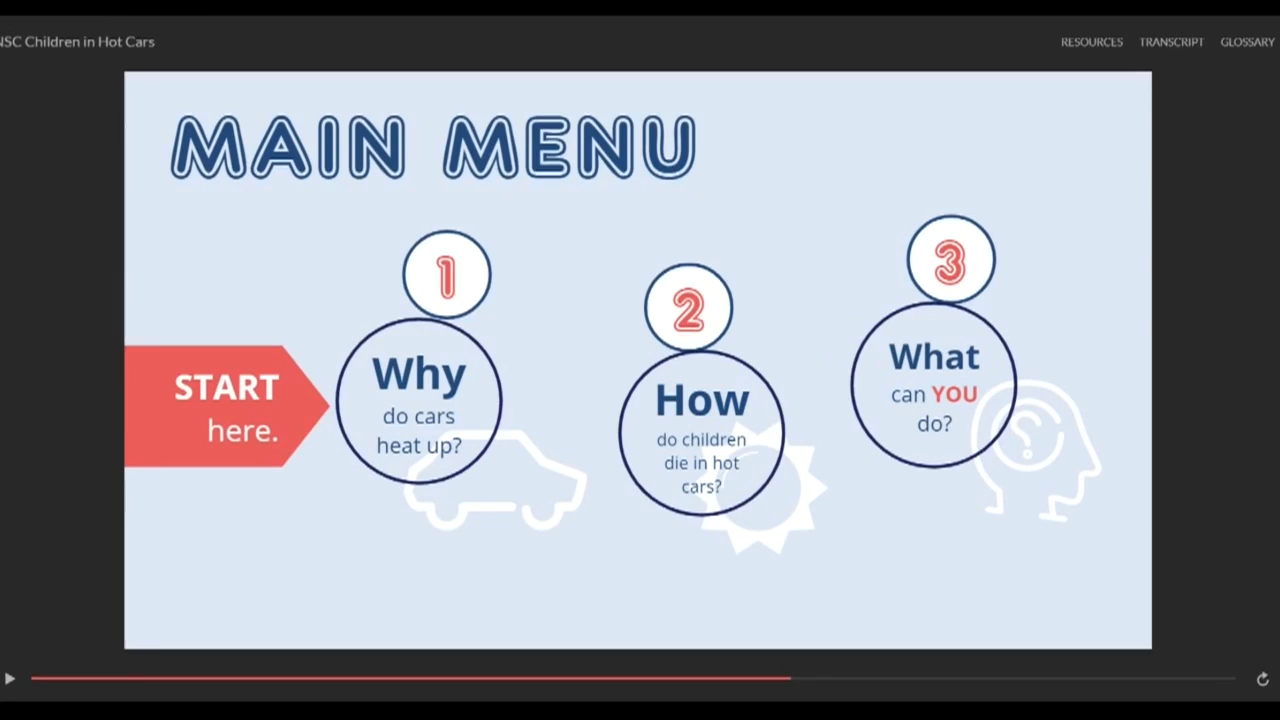 NSC Children in Hot Cars
RESOURCES TRANSCRIPT GLOSSARY
MAIN MENU
START
here.
1
Why
do cars
heat up?
2
How
do children
die in hot
cars?
3
What
can YOU
do?
?